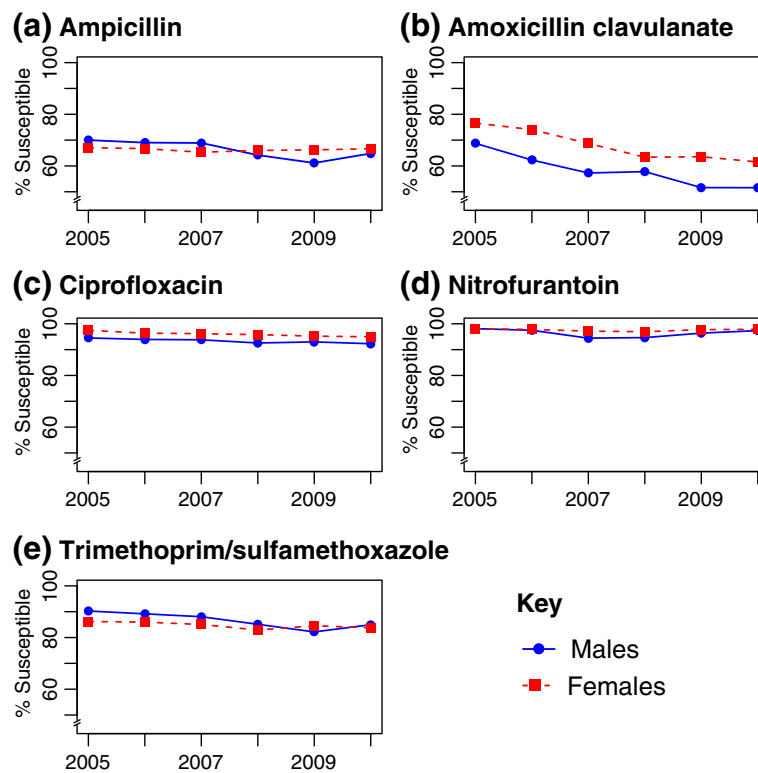 (a) Ampicillin
% Susceptible
100
60
2005 2007 2009
(b) Amoxicillin clavulanate
% Susceptible
100
80
60
2005 2007 2009
(c) Ciprofloxacin
% Susceptible
100
80
60
2005 2007 2009
(d) Nitrofurantoin
% Susceptible
100
80
60
2005 2007 2009
(e) Trimethoprim/sulfamethoxazole
% Susceptible
100
80
60
2005 2007 2009
Key
Males
Females